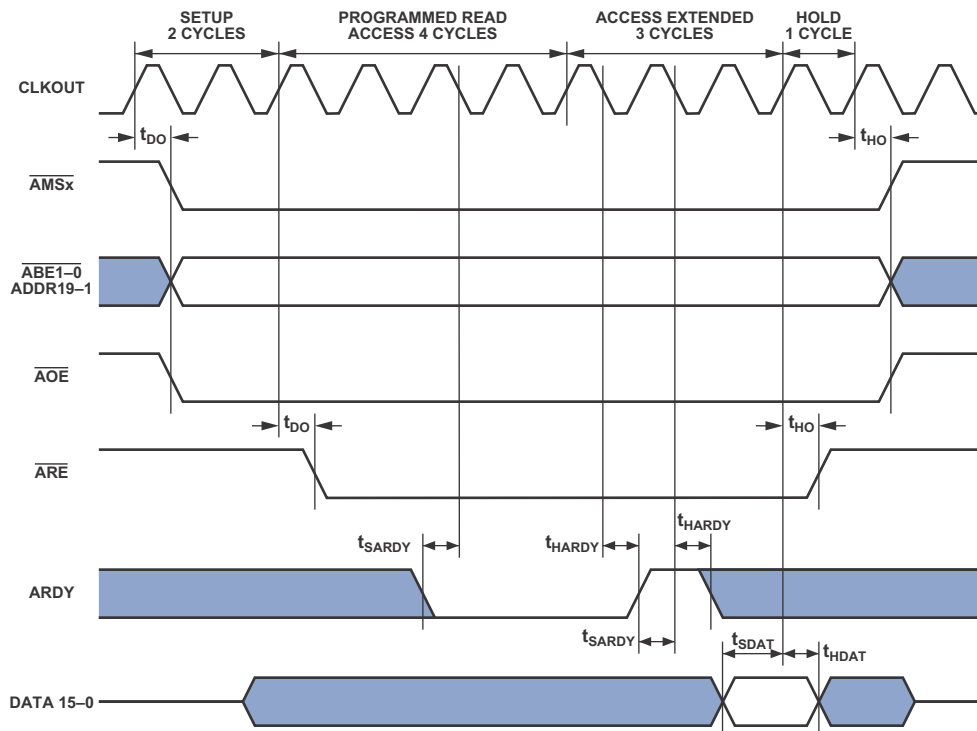 SETUP
2 CYCLES
PROGRAMMED READ
ACCESS 4 CYCLES
ACCESS EXTENDED
3 CYCLES
HOLD
1 CYCLE
CLKOUT
tDO
tHO
AMSx
ABE1–0
ADDR19–1
AOE
tDO
tHO
ARE
tSARDY
tHARDY
tHARDY
ARDY
tSARDY
tSDAT
tHDAT
DATA 15–0